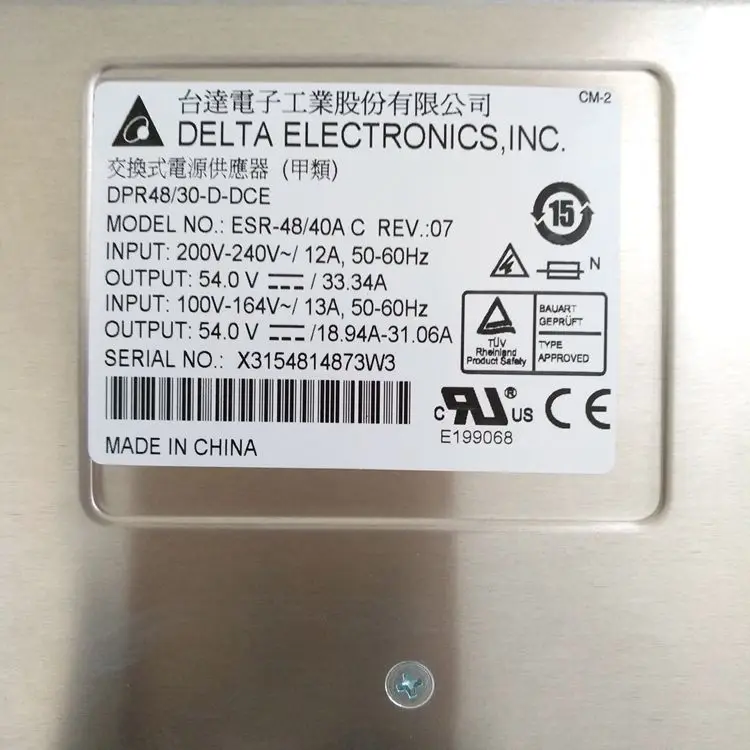 台達電子工業股份有限公司
CM-2
DELTA ELECTRONICS,INC.
交換式電源供應器 (甲類)
DPR48/30-D-DCE
MODEL NO.: ESR-48/40A C REV.:07
INPUT: 200V-240V~/ 12A, 50-60Hz
OUTPUT: 54.0 V ⎓ / 33.34A
INPUT: 100V-164V~/ 13A, 50-60Hz
OUTPUT: 54.0 V ⎓ /18.94A-31.06A
SERIAL NO.: X3154814873W3
MADE IN CHINA
15
N
TÜV
Rheinland
Product Safety
BAUART
GEPRÜFT
TYPE
APPROVED
c RU ® US
E199068
CE